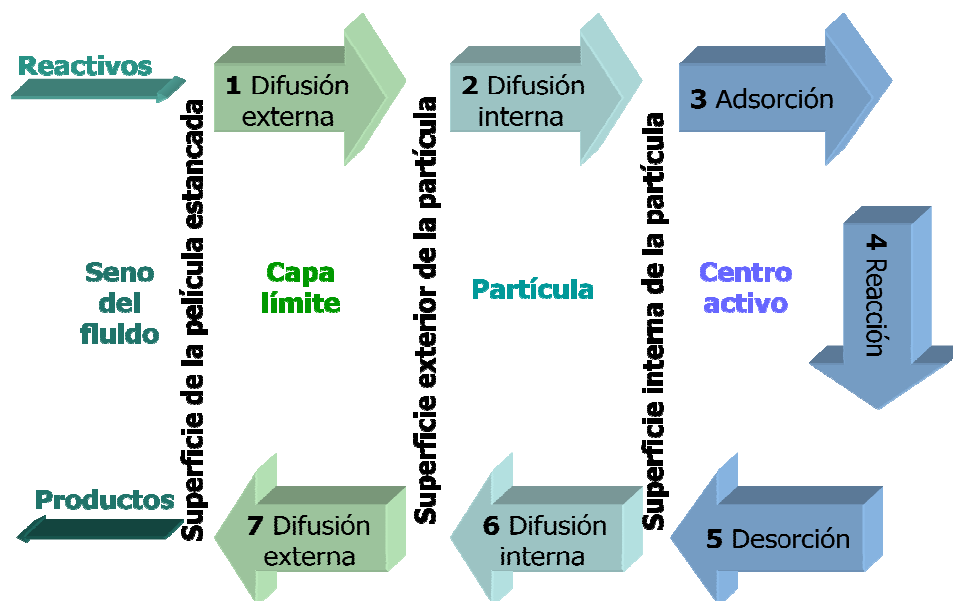 Reactivos
1 Difusión
externa
2 Difusión
interna
3 Adsorción
Superficie de la película estancada
Superficie exterior de la partícula
Superficie interna de la partícula
4 Reacción
Seno
del
fluido
Capa
límite
Partícula
Centro
activo
Productos
7 Difusión
externa
6 Difusión
interna
5 Desorción